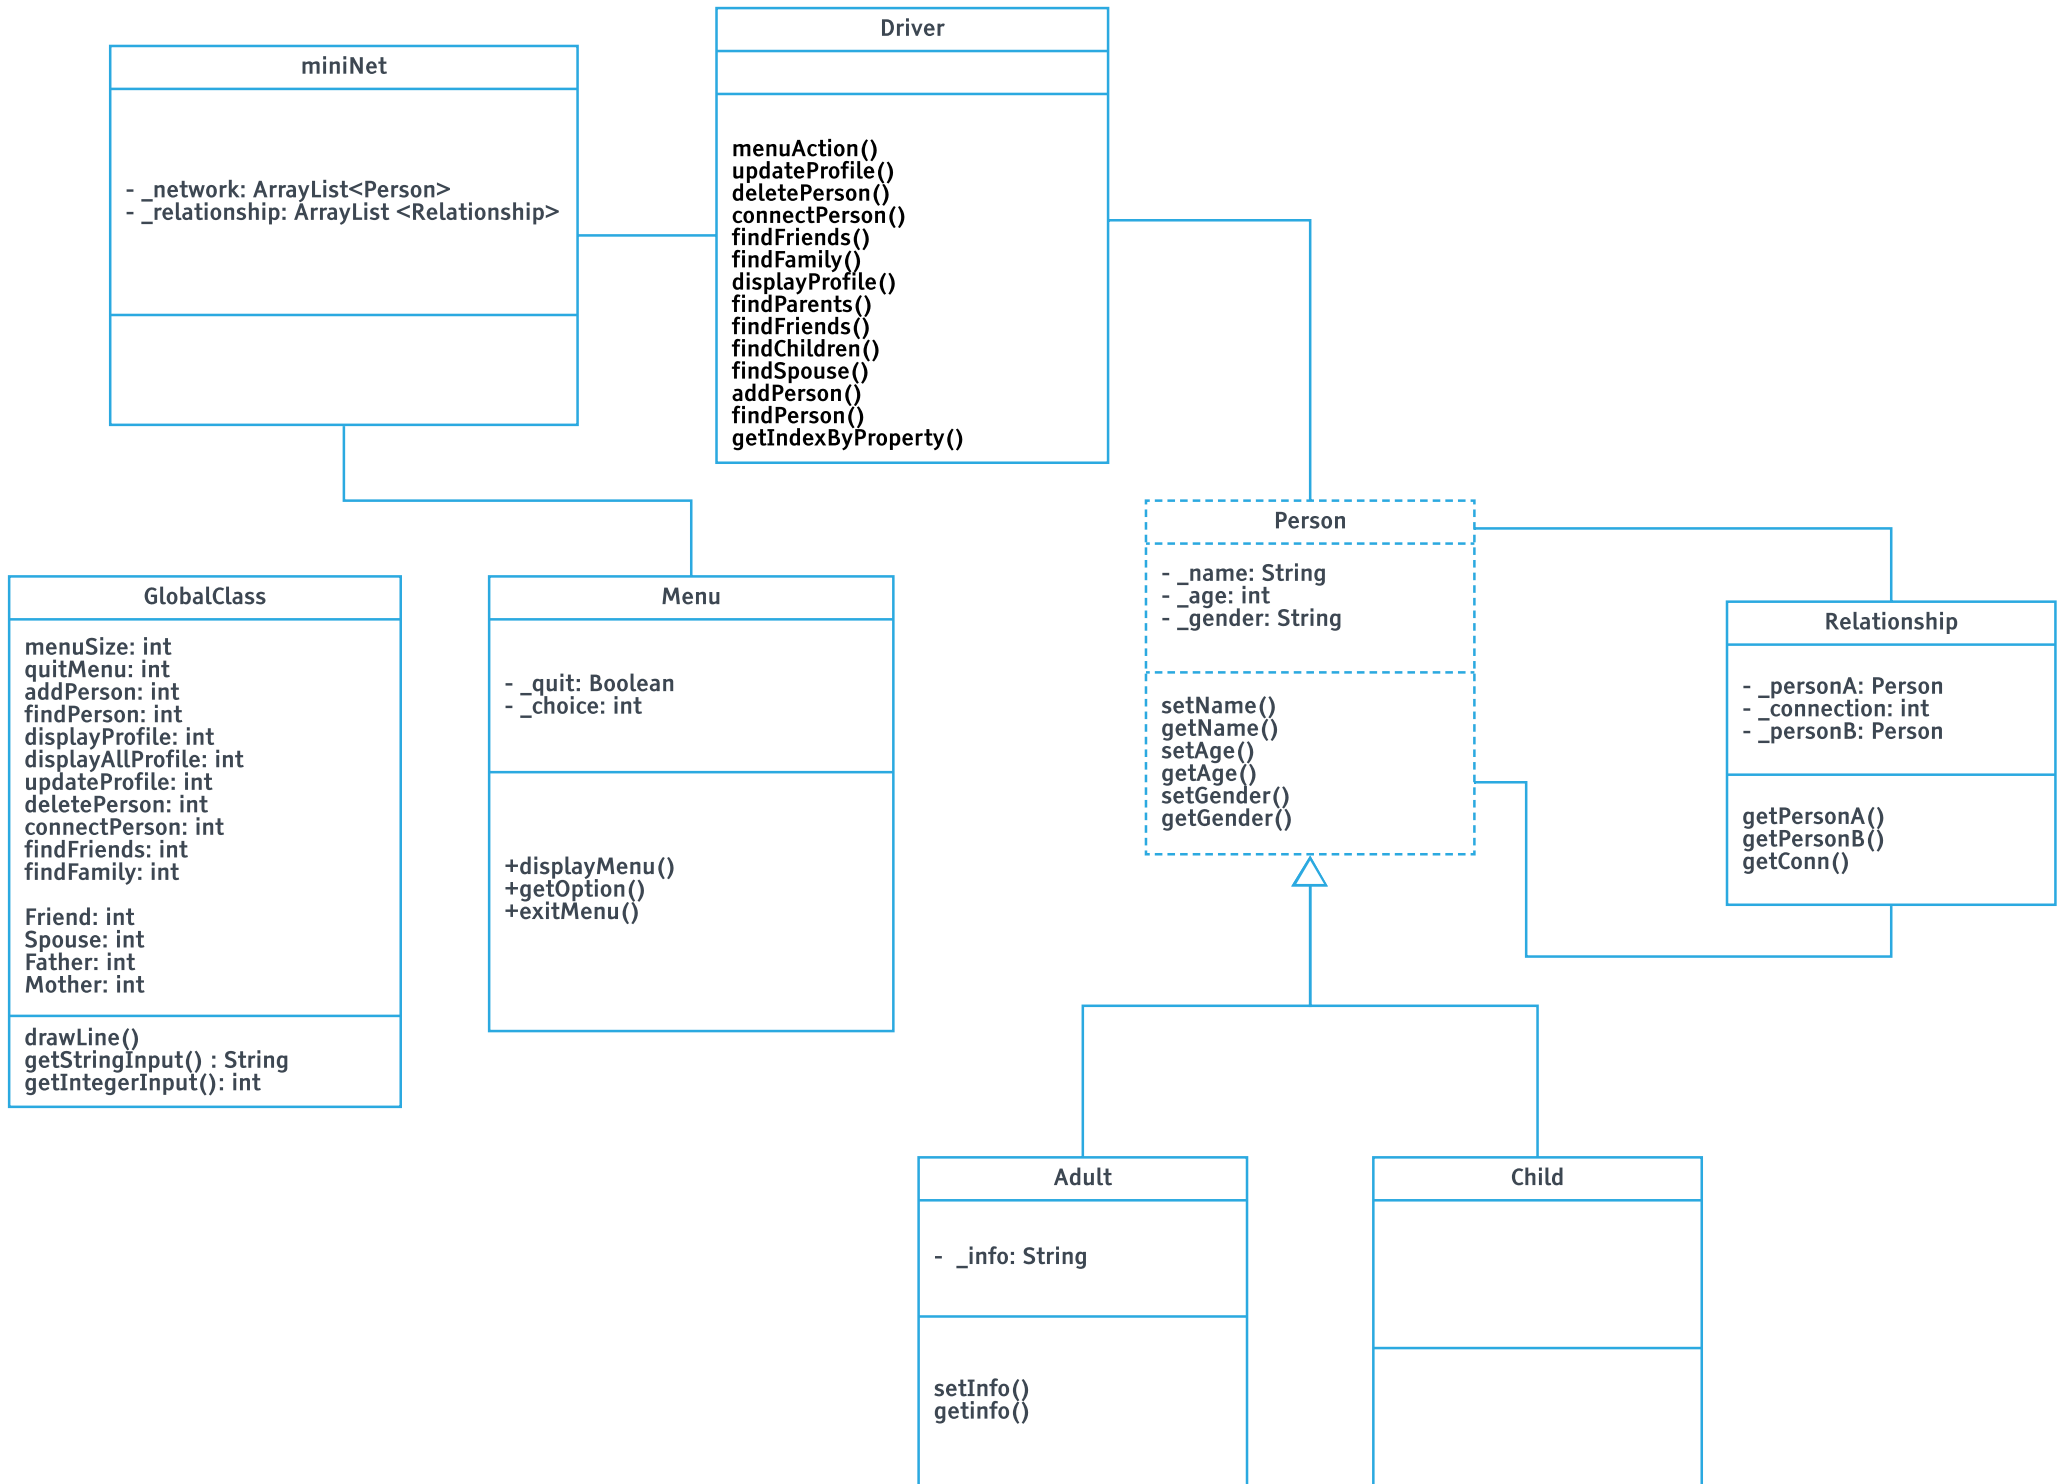 Driver
menuAction()
updateProfile()
deletePerson()
connectPerson()
findFriends()
findFamily()
displayProfile()
findParents()
findFriends()
findChildren()
findSpouse()
addPerson()
findPerson()
getIndexByProperty()
miniNet
- _network: ArrayList<Person>
- _relationship: ArrayList <Relationship>
GlobalClass
menuSize: int
quitMenu: int
addPerson: int
findPerson: int
displayProfile: int
displayAllProfile: int
updateProfile: int
deletePerson: int
connectPerson: int
findFriends: int
findFamily: int
Friend: int
Spouse: int
Father: int
Mother: int
drawLine()
getStringInput() : String
getIntegerInput(): int
Menu
- _quit: Boolean
- _choice: int
+displayMenu()
+getOption()
+exitMenu()
Person
- _name: String
- _age: int
- _gender: String
setName()
getName()
setAge()
getAge()
setGender()
getGender()
Relationship
- _personA: Person
- _connection: int
- _personB: Person
getPersonA()
getPersonB()
getConn()
Adult
-  _info: String
setInfo()
getinfo()
Child